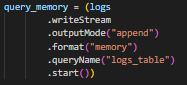 query_memory = (logs
.writeStream
.outputMode("append")
.format("memory")
.queryName("logs_table")
.start())